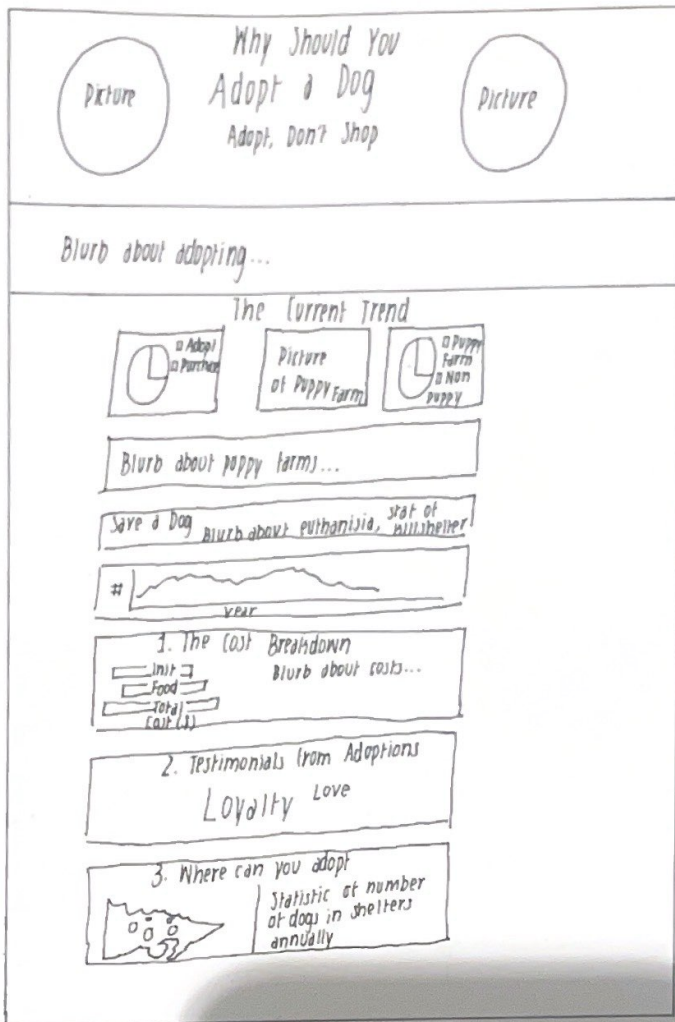 Why Should You
Adopt a Dog
Adopt, Don't Shop
Picture
Picture
Blurb about adopting...
The Current Trend
Adopt
Purchase
Picture
of Puppy Farm
Puppy
Farm
Non
Puppy
Blurb about puppy farms...
Save a Dog
Blurb about euthanisia, stat of
killshelter
#
year
1. The Cost Breakdown
Init
Food
Total
Cost ($)
Blurb about costs...
2. Testimonials from Adoptions
Loyalty Love
3. Where can you adopt
Statistic of number
of dogs in shelters
annually